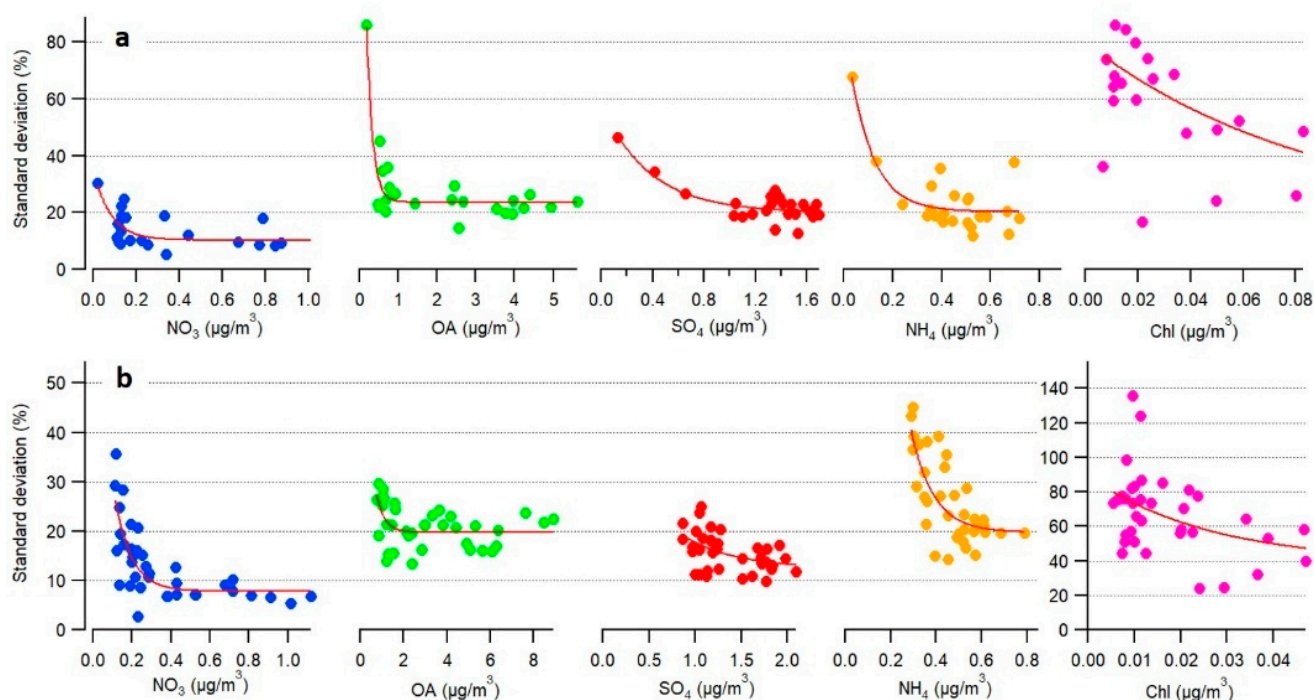 a
Standard deviation (%)
80
60
40
20
0
0.0 0.2 0.4 0.6 0.8 1.0
NO₃ (µg/m³)
0 1 2 3 4 5
OA (µg/m³)
0.0 0.4 0.8 1.2 1.6
SO₄ (µg/m³)
0.0 0.2 0.4 0.6 0.8
NH₄ (µg/m³)
0.00 0.02 0.04 0.06 0.08
Chl (µg/m³)
b
Standard deviation (%)
50
40
30
20
10
0
0.0 0.2 0.4 0.6 0.8 1.0
NO₃ (µg/m³)
0 2 4 6 8
OA (µg/m³)
0.0 0.5 1.0 1.5 2.0
SO₄ (µg/m³)
0.0 0.2 0.4 0.6 0.8
NH₄ (µg/m³)
140
120
100
80
60
40
20
0
0.00 0.01 0.02 0.03 0.04
Chl (µg/m³)